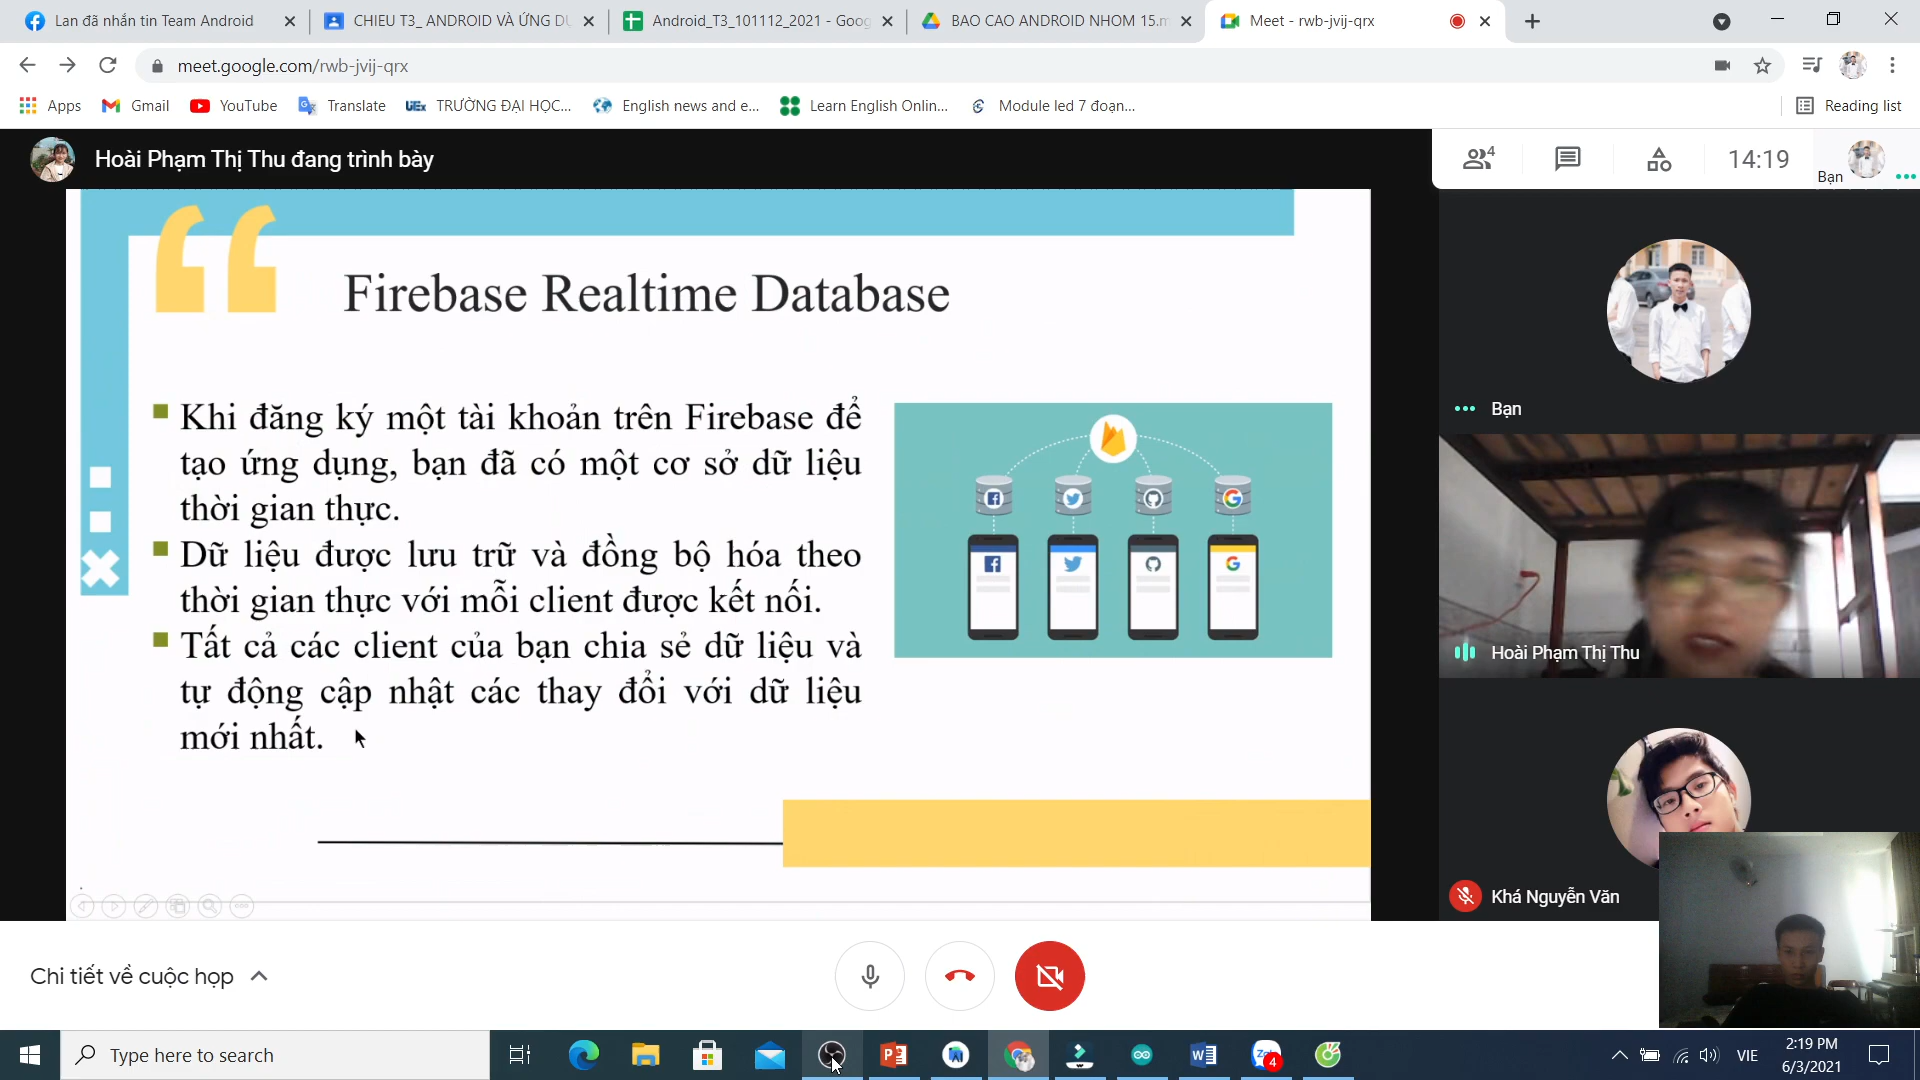 Lan đã nhắn tin Team Android
CHIEU T3_ ANDROID VÀ ỨNG DỤ
Android_T3_101112_2021 - Goog
BAO CAO ANDROID NHOM 15.m
Meet - rwb-jvij-qrx
meet.google.com/rwb-jvij-qrx
Apps
Gmail
YouTube
Translate
TRƯỜNG ĐẠI HỌC...
English news and e...
Learn English Onlin...
Module led 7 đoạn...
Reading list
Hoài Phạm Thị Thu đang trình bày
4
14:19
Bạn
Firebase Realtime Database
Khi đăng ký một tài khoản trên Firebase để
tạo ứng dụng, bạn đã có một cơ sở dữ liệu
thời gian thực.
Dữ liệu được lưu trữ và đồng bộ hóa theo
thời gian thực với mỗi client được kết nối.
Tất cả các client của bạn chia sẻ dữ liệu và
tự động cập nhật các thay đổi với dữ liệu
mới nhất.
Bạn
Hoài Phạm Thị Thu
Khá Nguyễn Văn
Chi tiết về cuộc họp
Type here to search
4
VIE
2:19 PM
6/3/2021